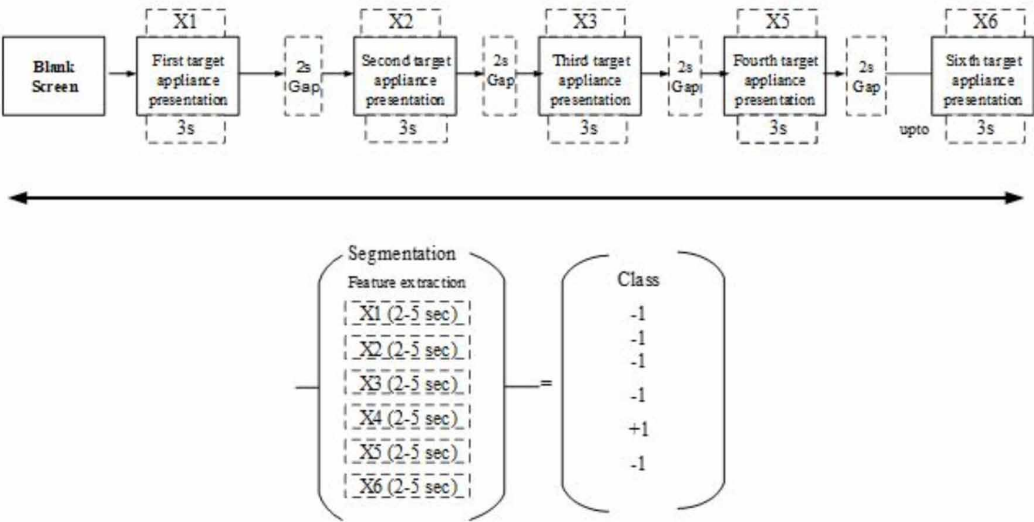 X1
X2
X3
X5
X6
Blank
Screen
First target
appliance
presentation
2s
Gap
Second target
appliance
presentation
2s
Gap
Third target
appliance
presentation
2s
Gap
Fourth target
appliance
presentation
2s
Gap
Sixth target
appliance
presentation
3s
3s
3s
3s
upto
3s
Segmentation
Feature extraction
X1 (2-5 sec)
X2 (2-5 sec)
X3 (2-5 sec)
X4 (2-5 sec)
X5 (2-5 sec)
X6 (2-5 sec)
=
Class
-1
-1
-1
-1
+1
-1